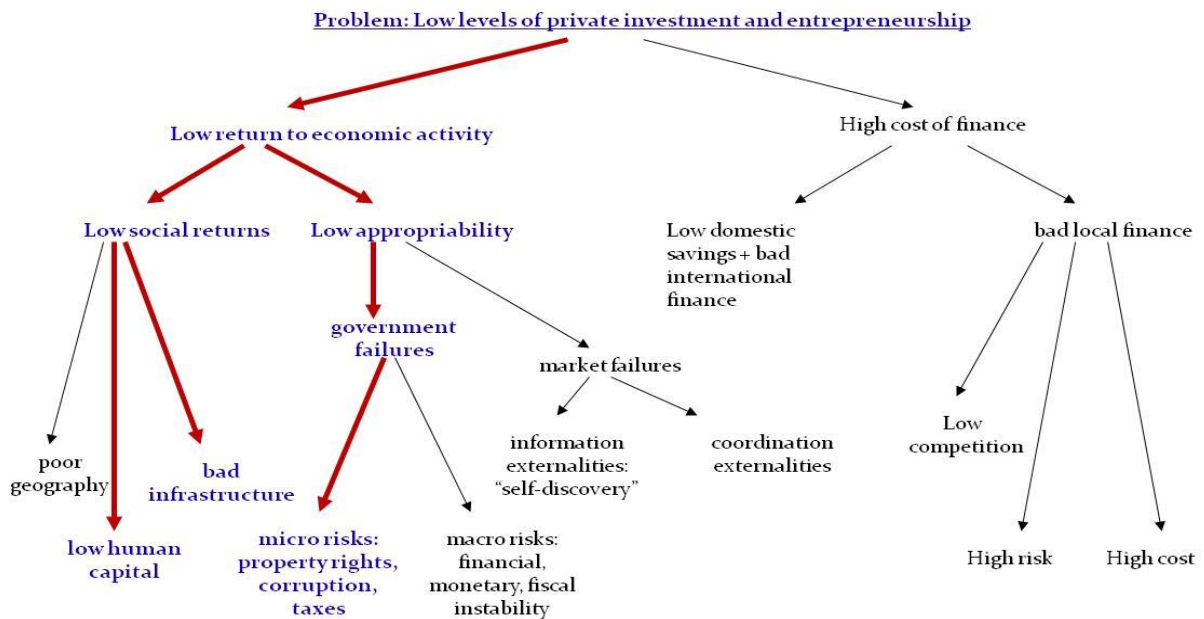 Problem: Low levels of private investment and entrepreneurship
Low return to economic activity
High cost of finance
Low social returns
Low appropriability
Low domestic
savings + bad
international
finance
bad local finance
government
failures
market failures
poor
geography
bad
infrastructure
information
externalities:
“self-discovery”
coordination
externalities
Low
competition
low human
capital
micro risks:
property rights,
corruption,
taxes
macro risks:
financial,
monetary, fiscal
instability
High risk
High cost